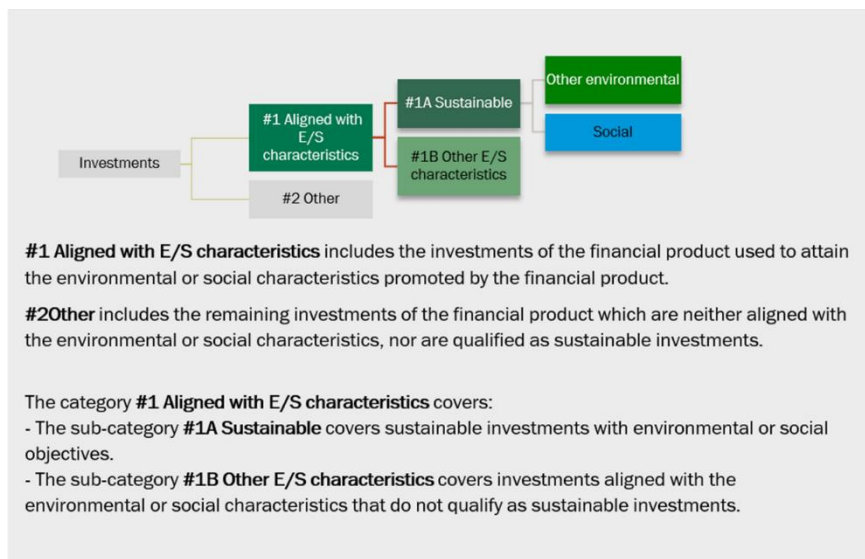 Other environmental
#1A Sustainable
#1 Aligned with
E/S
characteristics
Social
#1B Other E/S
characteristics
Investments
#2 Other
#1 Aligned with E/S characteristics includes the investments of the financial product used to attain
the environmental or social characteristics promoted by the financial product.
#2Other includes the remaining investments of the financial product which are neither aligned with
the environmental or social characteristics, nor are qualified as sustainable investments.
The category #1 Aligned with E/S characteristics covers:
- The sub-category #1A Sustainable covers sustainable investments with environmental or social
objectives.
- The sub-category #1B Other E/S characteristics covers investments aligned with the
environmental or social characteristics that do not qualify as sustainable investments.